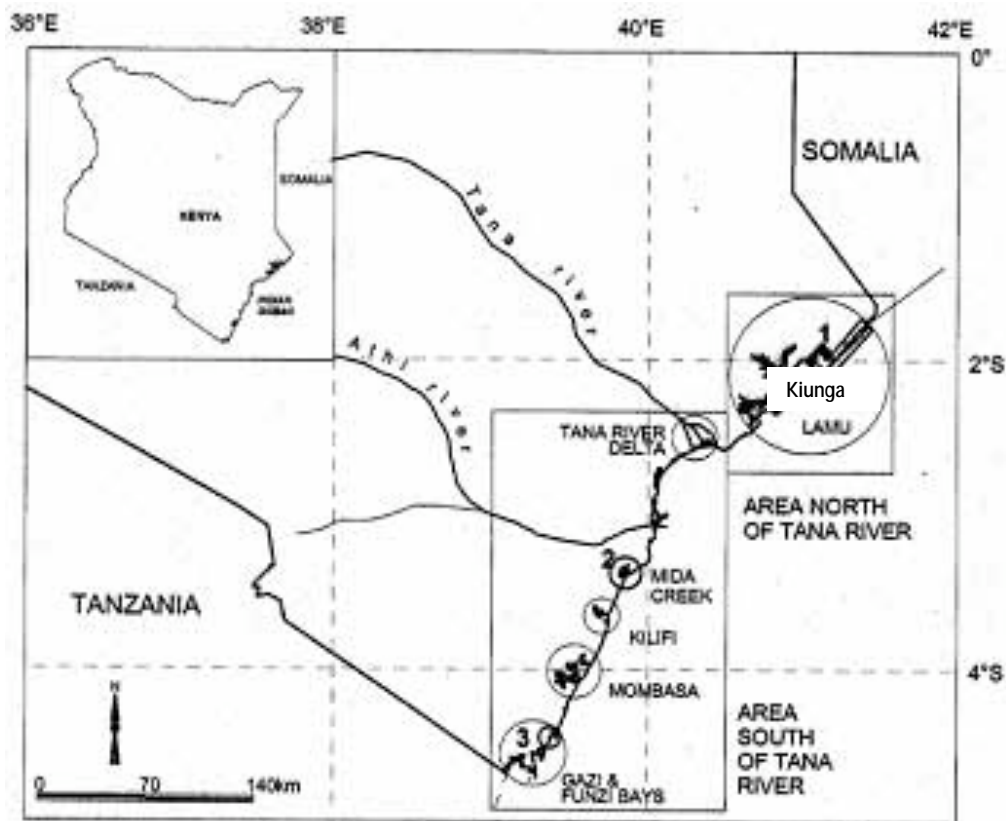 36°E 38°E 40°E 42°E
0°
SOMALIA
SOMALIA
KENYA
TANZANIA
Tana river
Athi river
1
2°S
Kiunga
LAMU
TANA RIVER
DELTA
AREA NORTH
OF TANA RIVER
2
MIDA
CREEK
TANZANIA
KILIFI
4°S
MOMBASA
N
AREA
SOUTH
OF TANA
RIVER
3
GAZI &
FUNZI BAYS
0 70 140km